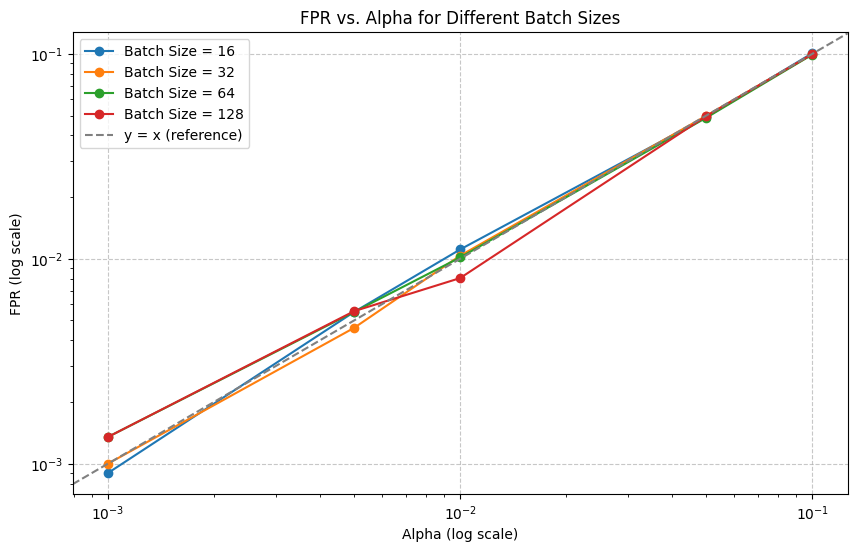 FPR vs. Alpha for Different Batch Sizes
Batch Size = 16
Batch Size = 32
Batch Size = 64
Batch Size = 128
y = x (reference)
10⁻¹
10⁻²
10⁻³
FPR (log scale)
10⁻³ 10⁻² 10⁻¹
Alpha (log scale)